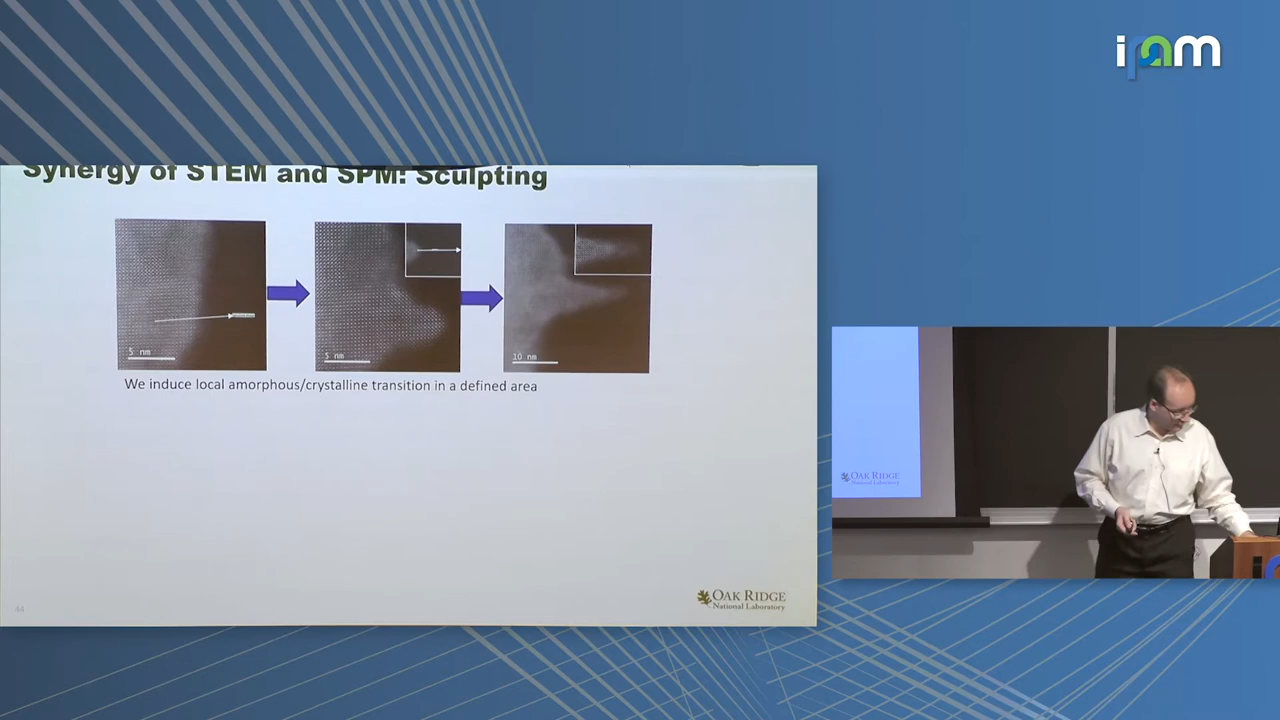 ipam
Synergy of STEM and SPM: Sculpting
5 nm
5 nm
10 nm
We induce local amorphous/crystalline transition in a defined area
44
OAK RIDGE
National Laboratory
OAK RIDGE
National Laboratory